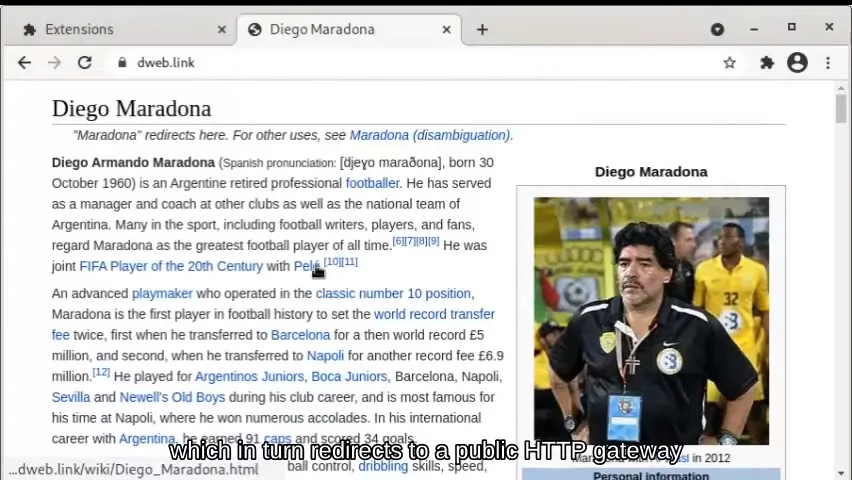 Extensions
Diego Maradona
dweb.link
Diego Maradona
"Maradona" redirects here. For other uses, see Maradona (disambiguation).
Diego Armando Maradona (Spanish pronunciation: [ˈdjeɣo maɾaˈðona], born 30
October 1960) is an Argentine retired professional footballer. He has served
as a manager and coach at other clubs as well as the national team of
Argentina. Many in the sport, including football writers, players, and fans,
regard Maradona as the greatest football player of all time.[6][7][8][9] He was
joint FIFA Player of the 20th Century with Pelé.[10][11]
An advanced playmaker who operated in the classic number 10 position,
Maradona is the first player in football history to set the world record transfer
fee twice, first when he transferred to Barcelona for a then world record £5
million, and second, when he transferred to Napoli for another record fee £6.9
million.[12] He played for Argentinos Juniors, Boca Juniors, Barcelona, Napoli,
Sevilla and Newell's Old Boys during his club career, and is most famous for
his time at Napoli, where he won numerous accolades. In his international
career with Argentina, he earned 91 caps and scored 34 goals.
ball control, dribbling skills, speed,
Diego Maradona
32
Maradona with in 2012
Personal information
which in turn redirects to a public HTTP gateway
...dweb.link/wiki/Diego_Maradona.html